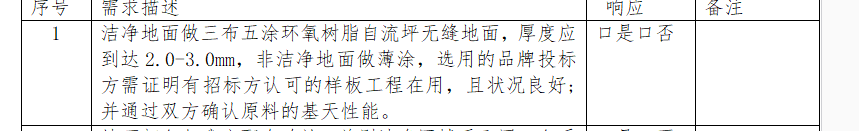 序号 需求描述 响应 备注
1 洁净地面做三布五涂环氧树脂自流坪无缝地面，厚度应 口是口否
到达 2.0-3.0mm，非洁净地面做薄涂，选用的品牌投标
方需证明有招标方认可的样板工程在用，且状况良好；
并通过双方确认原料的基天性能。